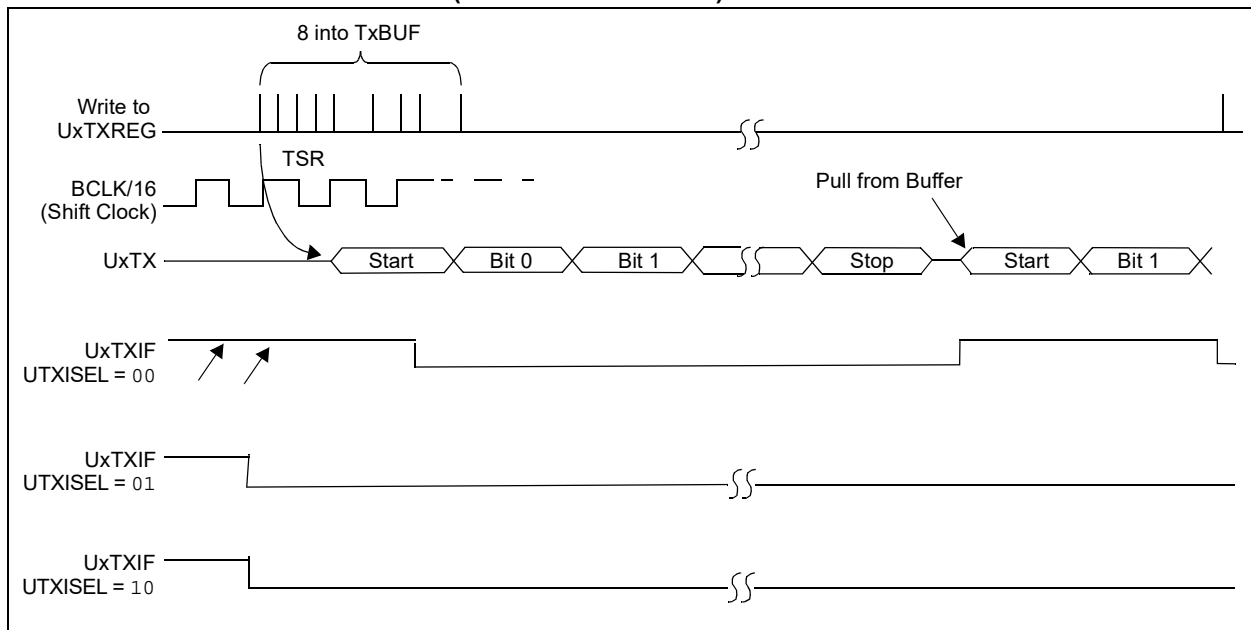 8 into TxBUF
Write to
UxTXREG
TSR
BCLK/16
(Shift Clock)
Pull from Buffer
UxTX
Start
Bit 0
Bit 1
Stop
Start
Bit 1
UxTXIF
UTXISEL = 00
UxTXIF
UTXISEL = 01
UxTXIF
UTXISEL = 10